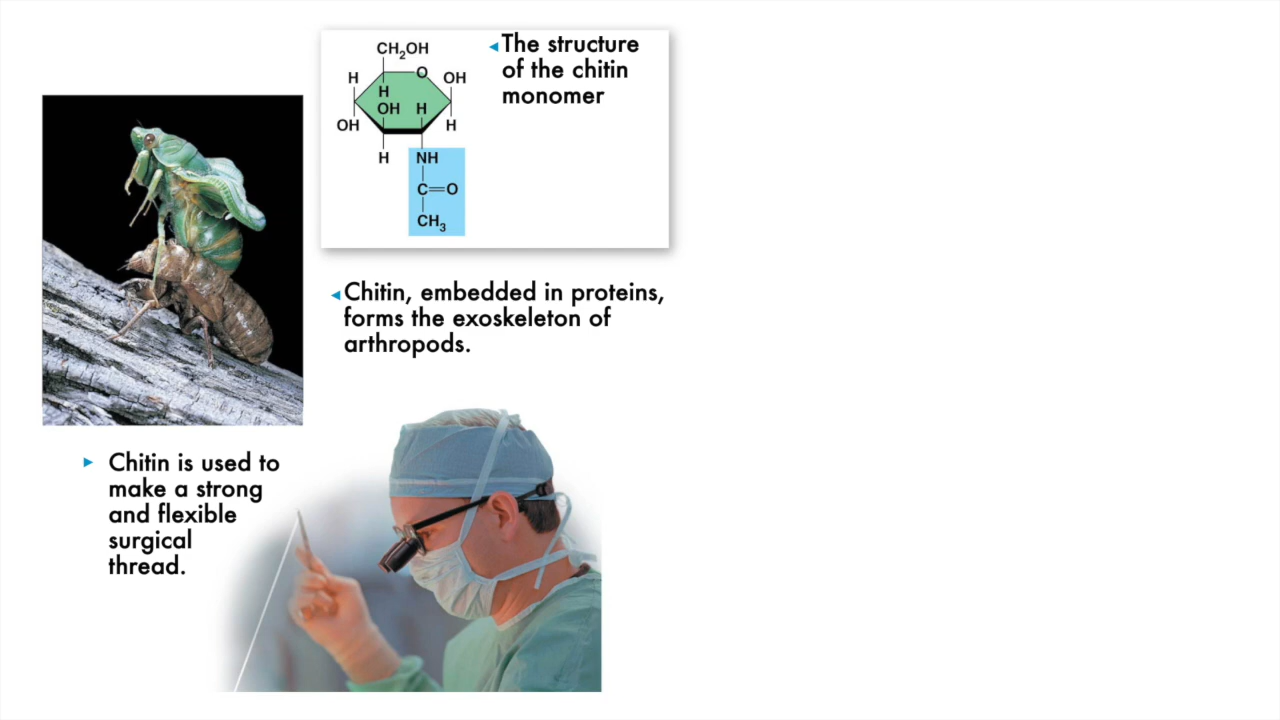 CH₂OH
◂The structure
of the chitin
monomer
H O OH
H
OH H
OH H
H NH
C=O
CH₃
◂Chitin, embedded in proteins,
forms the exoskeleton of
arthropods.
▸ Chitin is used to
make a strong
and flexible
surgical
thread.